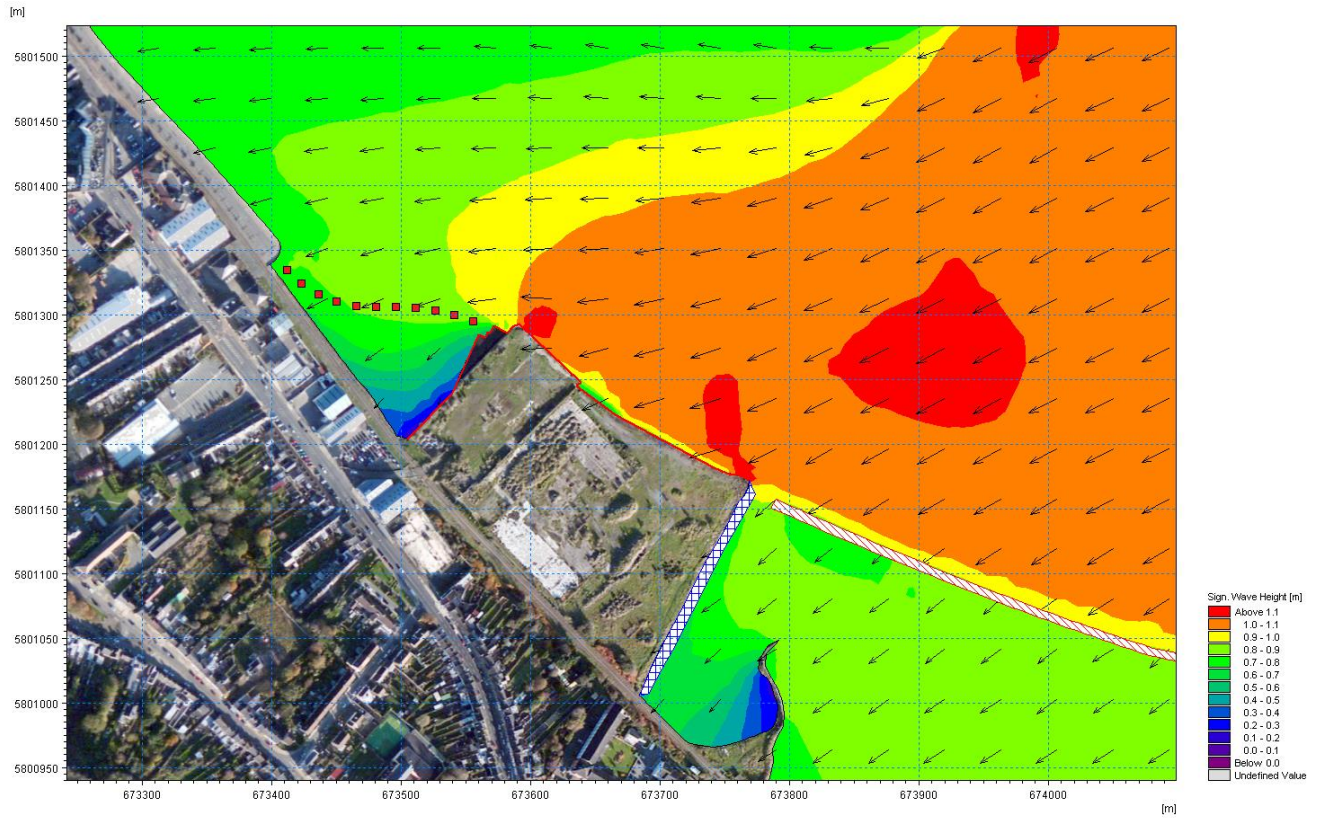 [m]
5801500
5801450
5801400
5801350
5801300
5801250
5801200
5801150
5801100
5801050
5801000
5800950
673300 673400 673500 673600 673700 673800 673900 674000
[m]
Sign. Wave Height [m]
Above 1.1
1.0 - 1.1
0.9 - 1.0
0.8 - 0.9
0.7 - 0.8
0.6 - 0.7
0.5 - 0.6
0.4 - 0.5
0.3 - 0.4
0.2 - 0.3
0.1 - 0.2
0.0 - 0.1
Below 0.0
Undefined Value